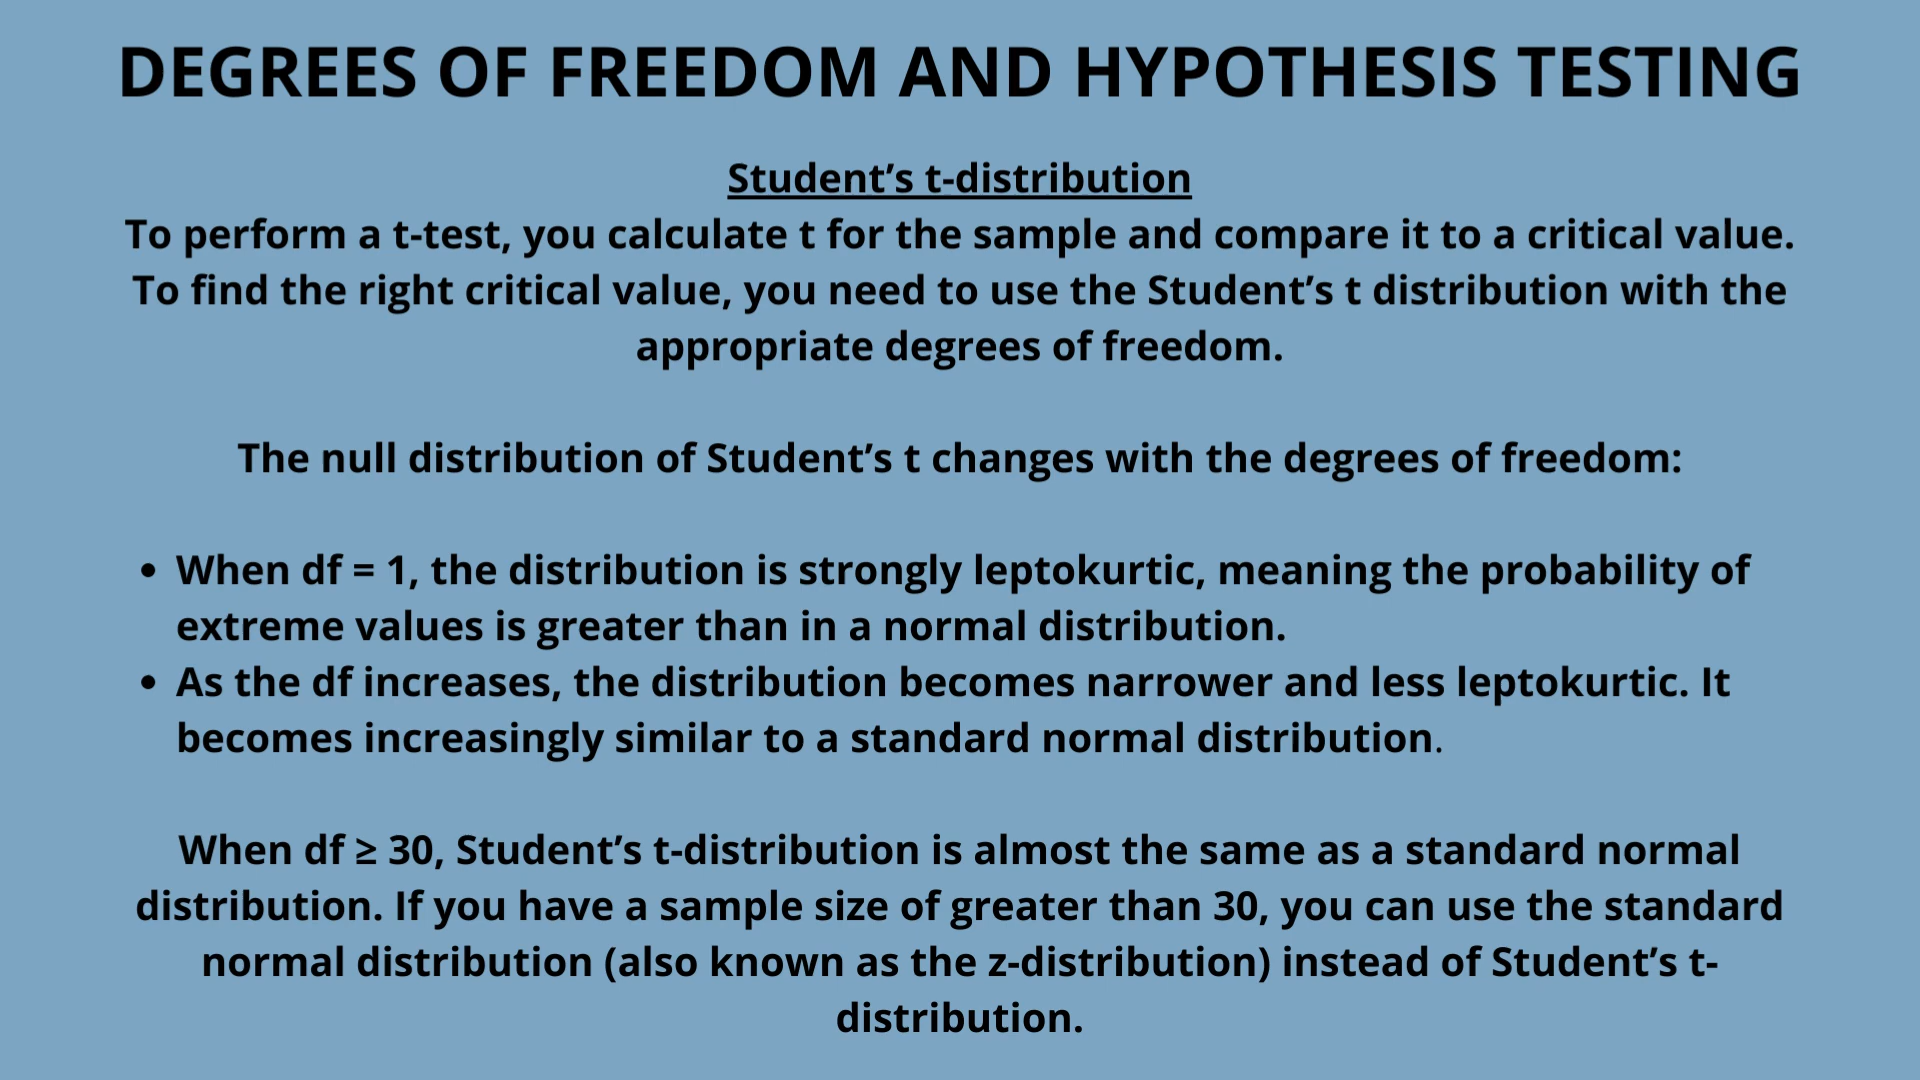 DEGREES OF FREEDOM AND HYPOTHESIS TESTING
Student’s t-distribution
To perform a t-test, you calculate t for the sample and compare it to a critical value.
To find the right critical value, you need to use the Student’s t distribution with the
appropriate degrees of freedom.
The null distribution of Student’s t changes with the degrees of freedom:
• When df = 1, the distribution is strongly leptokurtic, meaning the probability of
extreme values is greater than in a normal distribution.
• As the df increases, the distribution becomes narrower and less leptokurtic. It
becomes increasingly similar to a standard normal distribution.
When df ≥ 30, Student’s t-distribution is almost the same as a standard normal
distribution. If you have a sample size of greater than 30, you can use the standard
normal distribution (also known as the z-distribution) instead of Student’s t-
distribution.